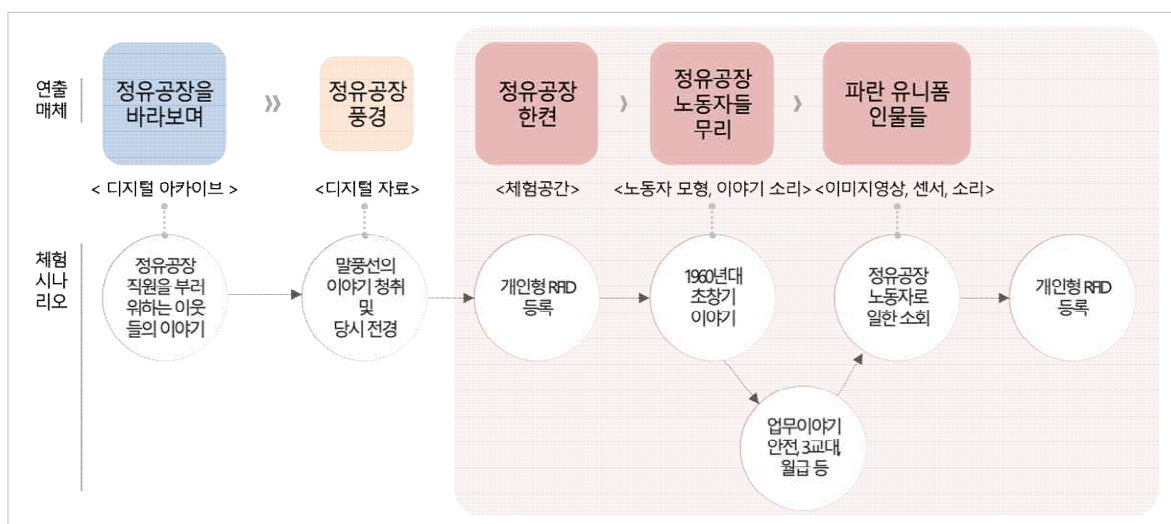 연출
매체
정유공장을
바라보며
정유공장
풍경
정유공장
한켠
정유공장
노동자들
무리
파란 유니폼
인물들
< 디지털 아카이브 >
<디지털 자료>
<체험공간>
<노동자 모형, 이야기 소리>
<이미지영상, 센서, 소리>
체험
시나
리오
정유공장
직원을 부러
워하는 이웃
들의 이야기
말풍선의
이야기 청취
및
당시 전경
개인형 RFID
등록
1960년대
초창기
이야기
업무이야기
안전, 3교대,
월급 등
정유공장
노동자로
일한 소회
개인형 RFID
등록